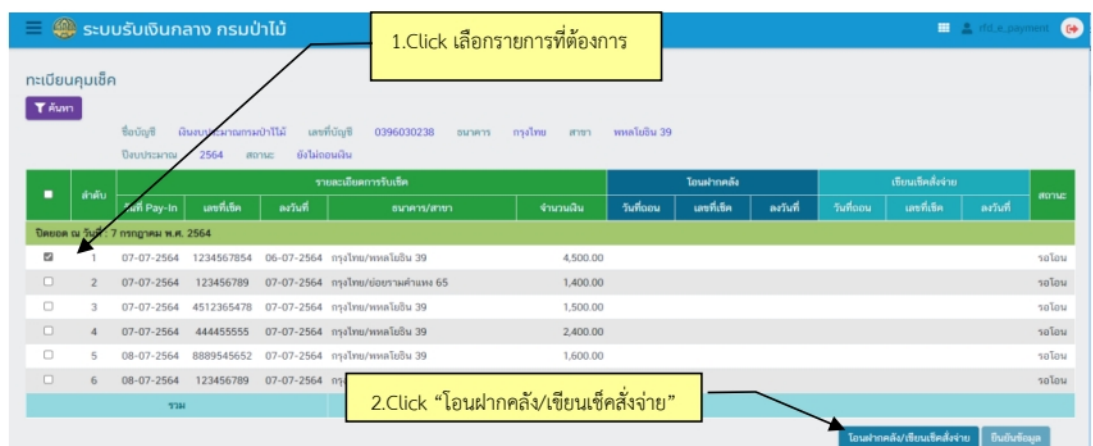 ระบบรับเงินกลาง กรมป่าไม้
1.Click เลือกรายการที่ต้องการ
rfd_e_payment
ทะเบียนคุมเช็ค
ค้นหา
ชื่อบัญชี เงินงบประมาณกรมป่าไม้ เลขที่บัญชี 0396030238 ธนาคาร กรุงไทย สาขา พหลโยธิน 39
ปีงบประมาณ 2564 สถานะ ยังไม่ถอนเงิน
ลำดับ รายละเอียดการรับเช็ค โอนฝากคลัง เขียนเช็คสั่งจ่าย สถานะ
วันที่ Pay-In เลขที่เช็ค ลงวันที่ ธนาคาร/สาขา จำนวนเงิน วันที่ถอน เลขที่เช็ค ลงวันที่ วันที่ถอน เลขที่เช็ค ลงวันที่
ปิดยอด ณ วันที่ : 7 กรกฎาคม พ.ศ. 2564
1 07-07-2564 1234567854 06-07-2564 กรุงไทย/พหลโยธิน 39 4,500.00 รอโอน
2 07-07-2564 123456789 07-07-2564 กรุงไทย/ย่อยรามคำแหง 65 1,400.00 รอโอน
3 07-07-2564 4512365478 07-07-2564 กรุงไทย/พหลโยธิน 39 1,500.00 รอโอน
4 07-07-2564 444455555 07-07-2564 กรุงไทย/พหลโยธิน 39 2,400.00 รอโอน
5 08-07-2564 8889545652 07-07-2564 กรุงไทย/พหลโยธิน 39 1,600.00 รอโอน
6 08-07-2564 123456789 07-07-2564 รอโอน
รวม
2.Click “โอนฝากคลัง/เขียนเช็คสั่งจ่าย”
โอนฝากคลัง/เขียนเช็คสั่งจ่าย ยืนยันข้อมูล